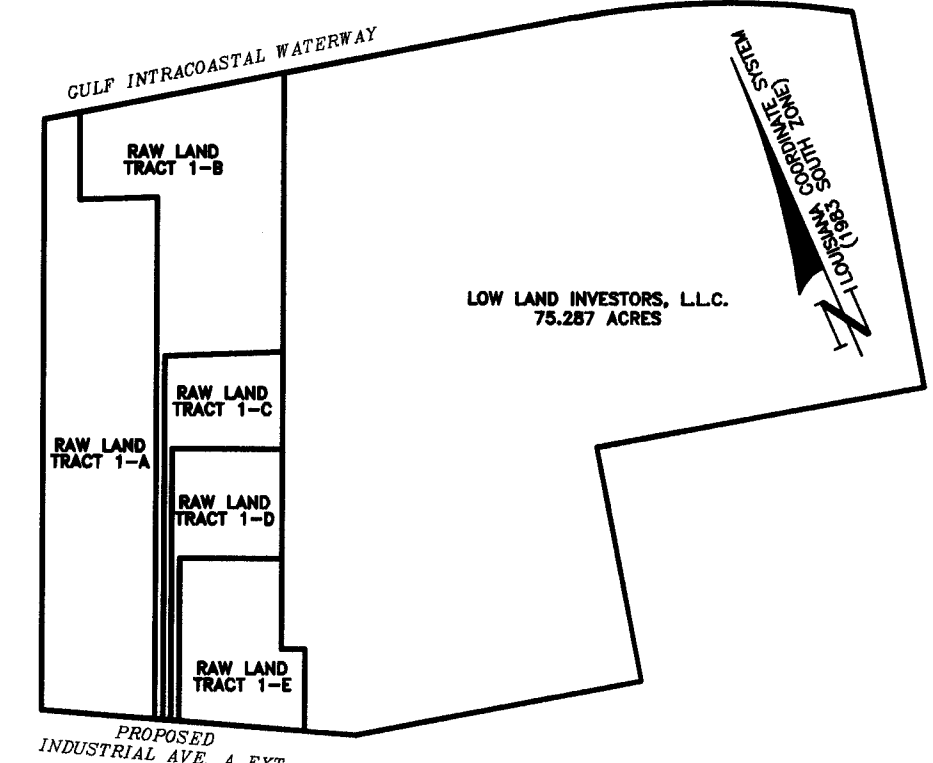 GULF INTRACOASTAL WATERWAY
RAW LAND
TRACT 1-B
LOUISIANA COORDINATE SYSTEM
(1983 SOUTH ZONE)
N
LOW LAND INVESTORS, L.L.C.
75.287 ACRES
RAW LAND
TRACT 1-C
RAW LAND
TRACT 1-A
RAW LAND
TRACT 1-D
RAW LAND
TRACT 1-E
PROPOSED
INDUSTRIAL AVE. A EXT.